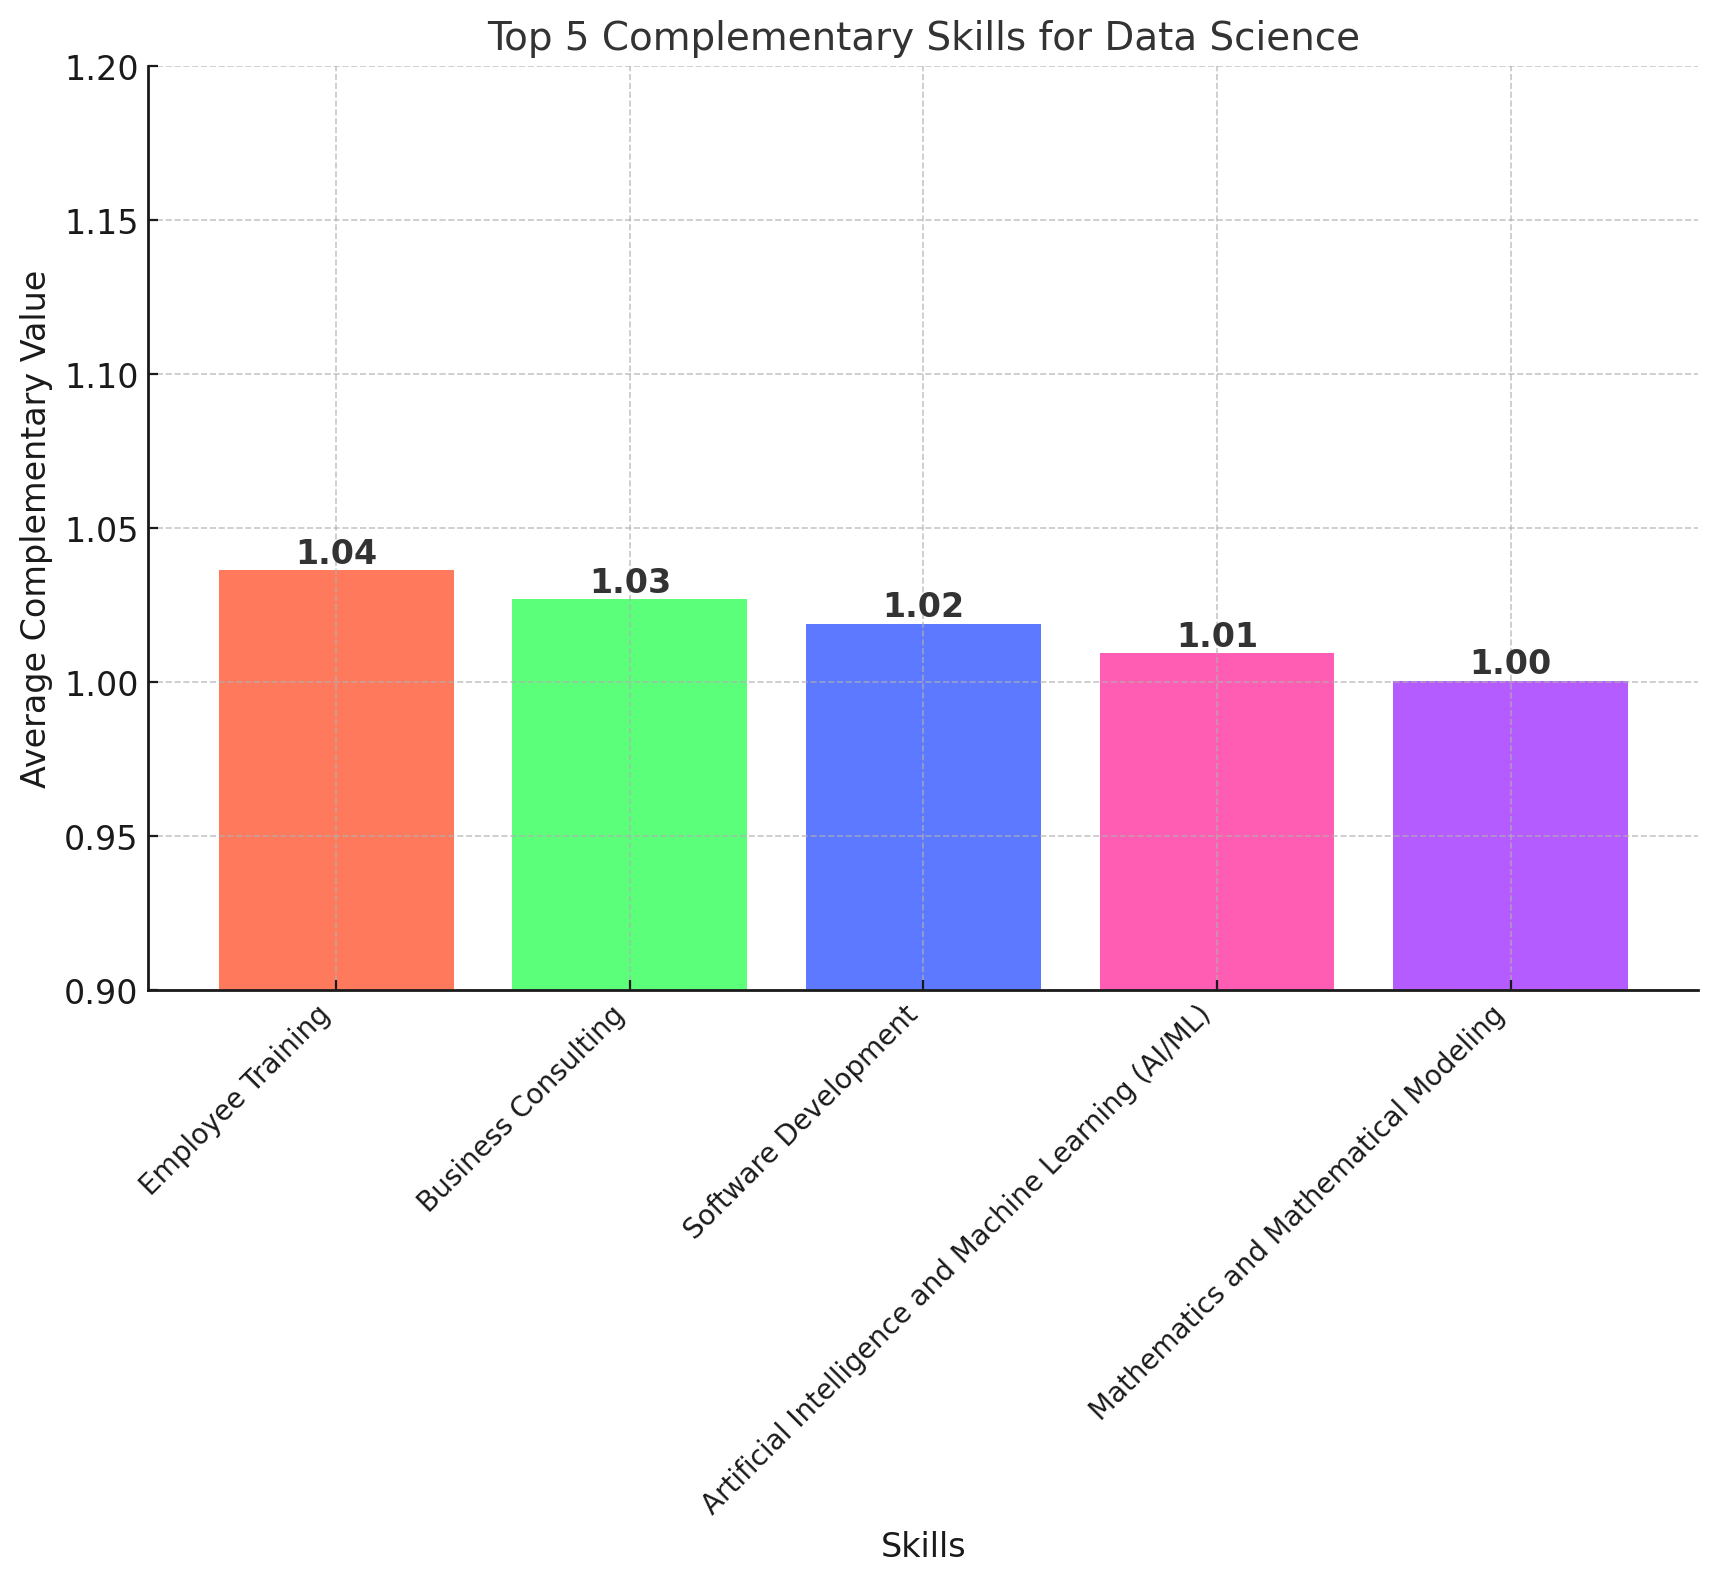 Top 5 Complementary Skills for Data Science
Average Complementary Value
1.20
1.15
1.10
1.05
1.00
0.95
0.90
1.04
1.03
1.02
1.01
1.00
Employee Training
Business Consulting
Software Development
Artificial Intelligence and Machine Learning (AI/ML)
Mathematics and Mathematical Modeling
Skills